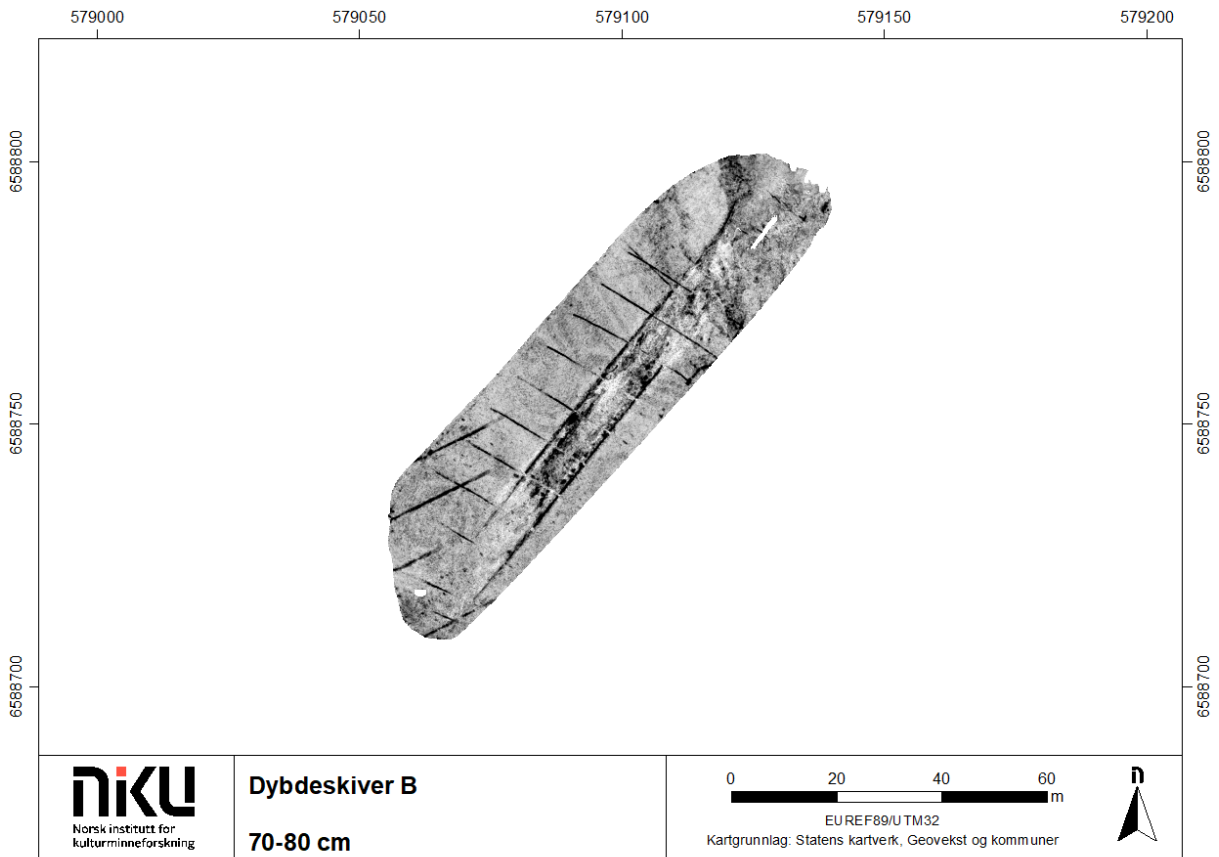 579000 579050 579100 579150 579200
6588800 6588800
6588750 6588750
6588700 6588700
niku
Norsk institutt for
kulturminneforskning
Dybdeskiver B
70-80 cm
0 20 40 60
m
EUREF89/UTM32
Kartgrunnlag: Statens kartverk, Geovekst og kommuner
n